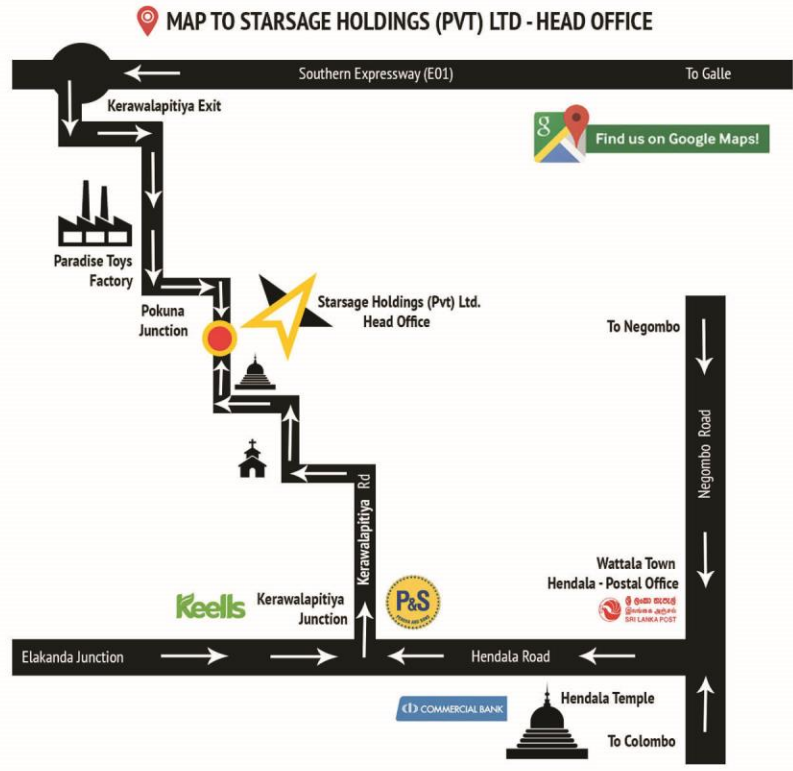 MAP TO STARSAGE HOLDINGS (PVT) LTD - HEAD OFFICE
Southern Expressway (E01)
To Galle
Kerawalapitiya Exit
g
Find us on Google Maps!
Paradise Toys
Factory
Pokuna
Junction
Starsage Holdings (Pvt) Ltd.
Head Office
To Negombo
Negombo Road
Kerawalapitiya Rd
Wattala Town
Hendala - Postal Office
ශ්‍රී ලංකා තැපැල්
இலங்கை அஞ்சல்
SRI LANKA POST
Keells
Kerawalapitiya
Junction
P&S
Elakanda Junction
Hendala Road
COMMERCIAL BANK
Hendala Temple
To Colombo